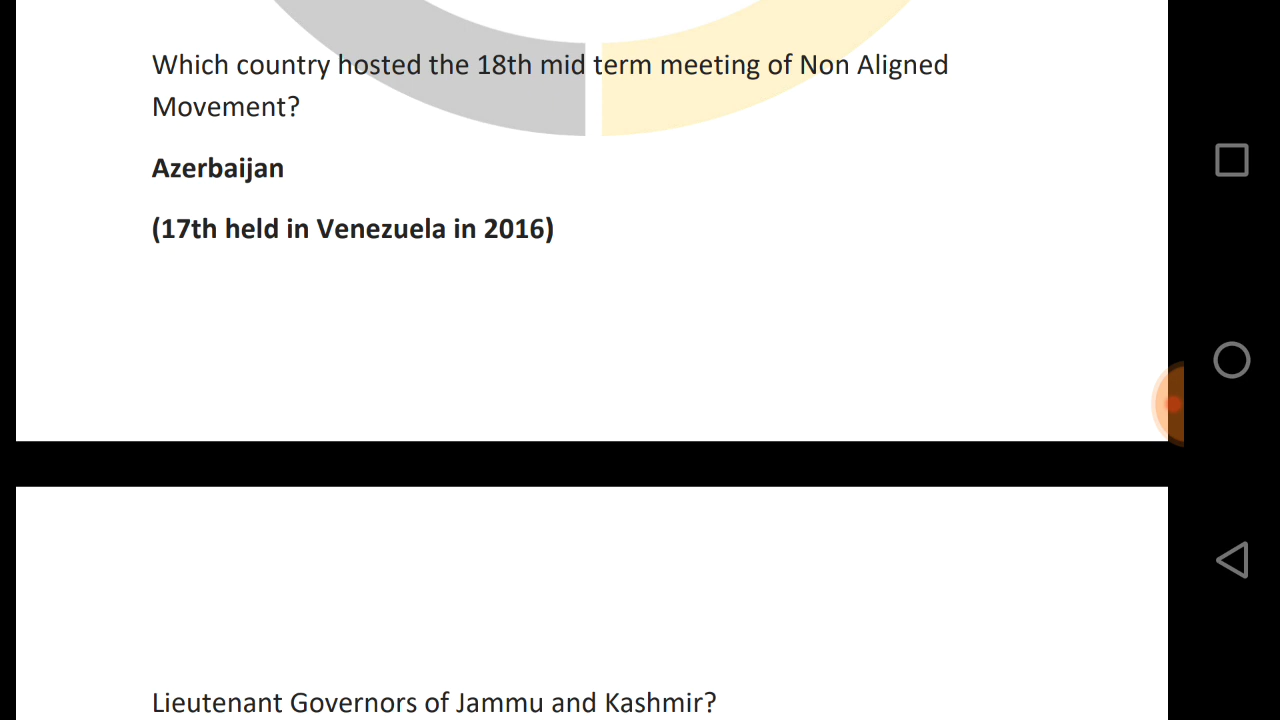 Which country hosted the 18th mid term meeting of Non Aligned
Movement?
Azerbaijan
(17th held in Venezuela in 2016)
Lieutenant Governors of Jammu and Kashmir?